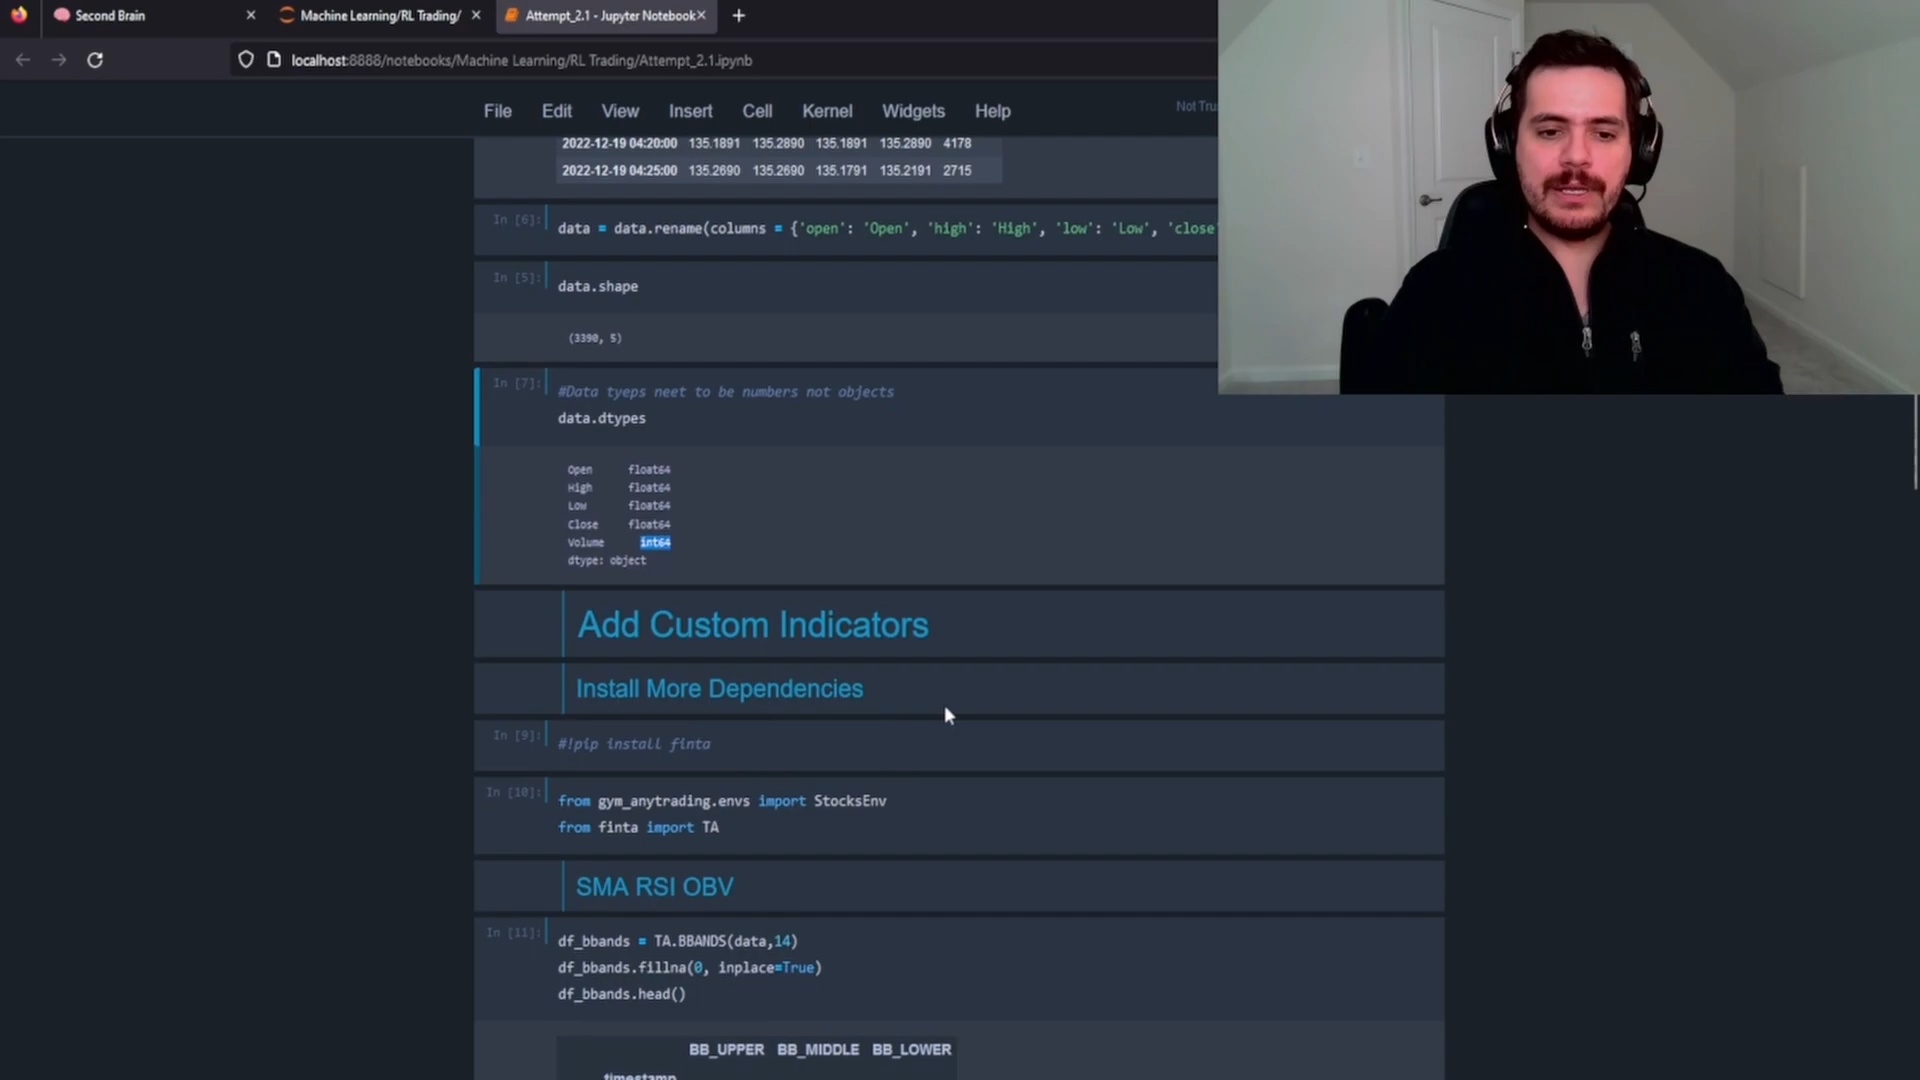 Second Brain
Machine Learning/RL Trading/
Attempt_2.1 - Jupyter Notebook
localhost:8888/notebooks/Machine Learning/RL Trading/Attempt_2.1.ipynb
File Edit View Insert Cell Kernel Widgets Help
Not Tru
2022-12-19 04:20:00 135.1891 135.2890 135.1891 135.2890 4178
2022-12-19 04:25:00 135.2690 135.2690 135.1791 135.2191 2715
In [6]: data = data.rename(columns = {'open': 'Open', 'high': 'High', 'low': 'Low', 'close'
In [5]: data.shape
(3390, 5)
In [7]: #Data tyeps neet to be numbers not objects
data.dtypes
Open float64
High float64
Low float64
Close float64
Volume int64
dtype: object
Add Custom Indicators
Install More Dependencies
In [9]: #!pip install finta
In [10]: from gym_anytrading.envs import StocksEnv
from finta import TA
SMA RSI OBV
In [11]: df_bbands = TA.BBANDS(data,14)
df_bbands.fillna(0, inplace=True)
df_bbands.head()
BB_UPPER BB_MIDDLE BB_LOWER
timestamp